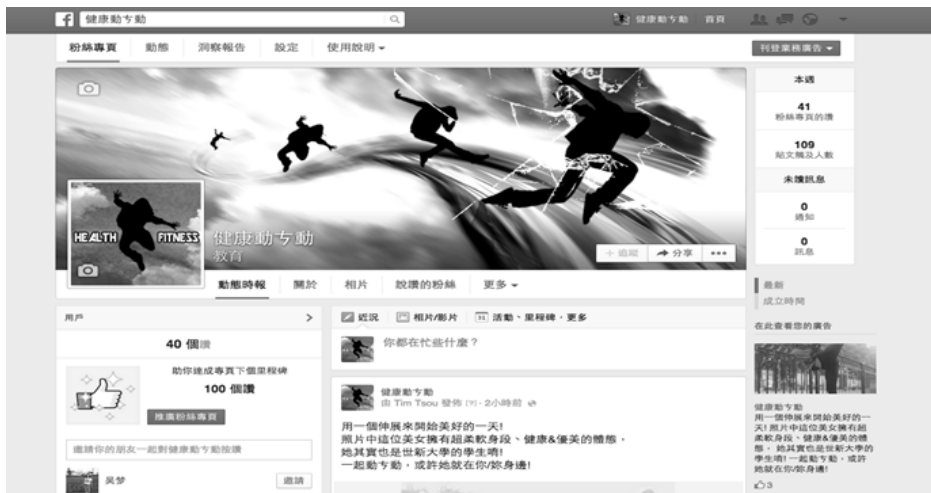 健康動ㄘ動
健康動ㄘ動 首頁
粉絲專頁 動態 洞察報告 設定 使用說明
刊登業務廣告
本週
41
粉絲專頁的讚
109
貼文觸及人數
未讀訊息
0
通知
0
訊息
HEALTH FITNESS
健康動ㄘ動
教育
+ 追蹤 分享 •••
動態時報 關於 相片 說讚的粉絲 更多
最新
成立時間
用戶 >
40 個讚
助你達成專頁下個里程碑
100 個讚
推廣粉絲專頁
邀請你的朋友一起對健康動ㄘ動按讚
吴梦 邀請
近況 相片/影片 31 活動、里程碑,更多
你都在忙些什麼?
健康動ㄘ動
由 Tim Tsou 發佈 [?] · 2小時前
用一個伸展來開始美好的一天!
照片中這位美女擁有超柔軟身段、健康&優美的體態。
她其實也是世新大學的學生唷!
一起動ㄘ動,或許她就在你/妳身邊!
在此查看您的廣告
健康動ㄘ動
用一個伸展來開始美好的一
天! 照片中這位美女擁有超
柔軟身段、健康&優美的體
態。 她其實也是世新大學的
學生唷! 一起動ㄘ動,或許
她就在你/妳身邊!
3